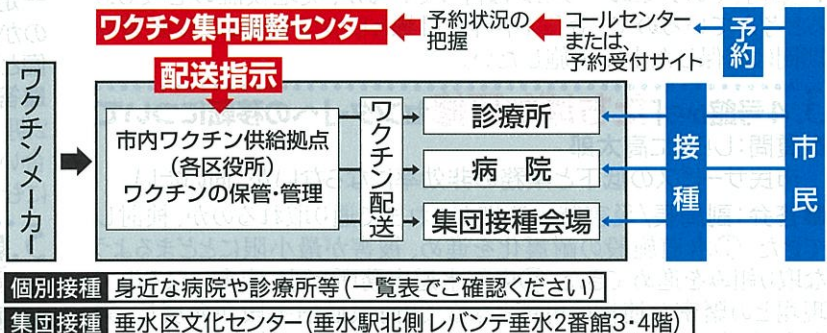 ワクチン集中調整センター
予約状況の
把握
コールセンター
または、
予約受付サイト
予約
配送指示
ワクチンメーカー
市内ワクチン供給拠点
(各区役所)
ワクチンの保管・管理
ワクチン配送
診療所
病 院
集団接種会場
接種
市民
個別接種 身近な病院や診療所等(一覧表でご確認ください)
集団接種 垂水区文化センター(垂水駅北側レバンテ垂水2番館3・4階)